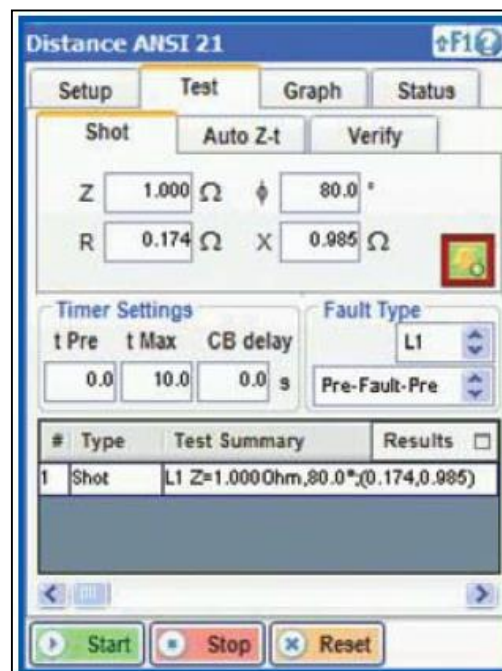 Distance ANSI 21 F1?
Setup Test Graph Status
Shot Auto Z-t Verify
Z 1.000 Ω ϕ 80.0 °
R 0.174 Ω X 0.985 Ω
Timer Settings Fault Type
t Pre t Max CB delay L1
0.0 10.0 0.0 s Pre-Fault-Pre
# Type Test Summary Results
1 Shot L1 Z=1.000Ohm,80.0°;(0.174,0.985)
Start Stop Reset